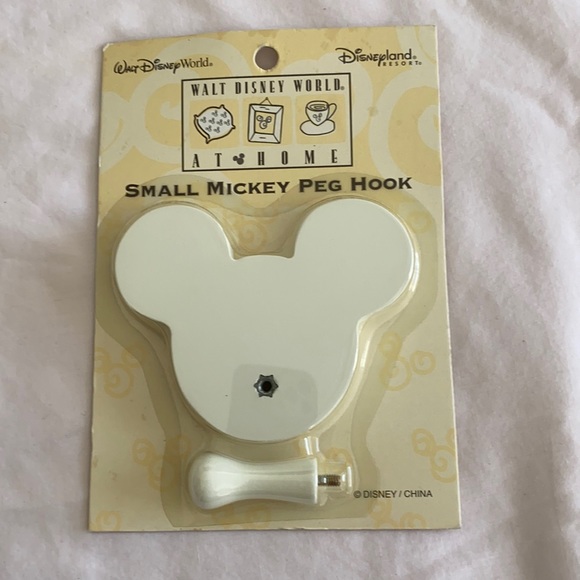 Walt Disney World®
Disneyland®
RESORT®
WALT DISNEY WORLD®
AT HOME
SMALL MICKEY PEG HOOK
© DISNEY / CHINA